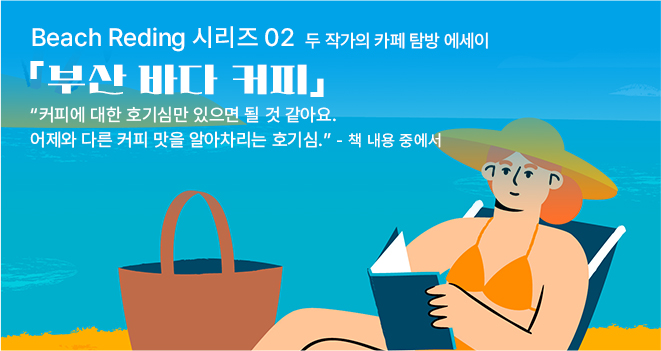 Beach Reding 시리즈 02 두 작가의 카페 탐방 에세이
「부산 바다 커피」
“커피에 대한 호기심만 있으면 될 것 같아요.
어제와 다른 커피 맛을 알아차리는 호기심.” - 책 내용 중에서